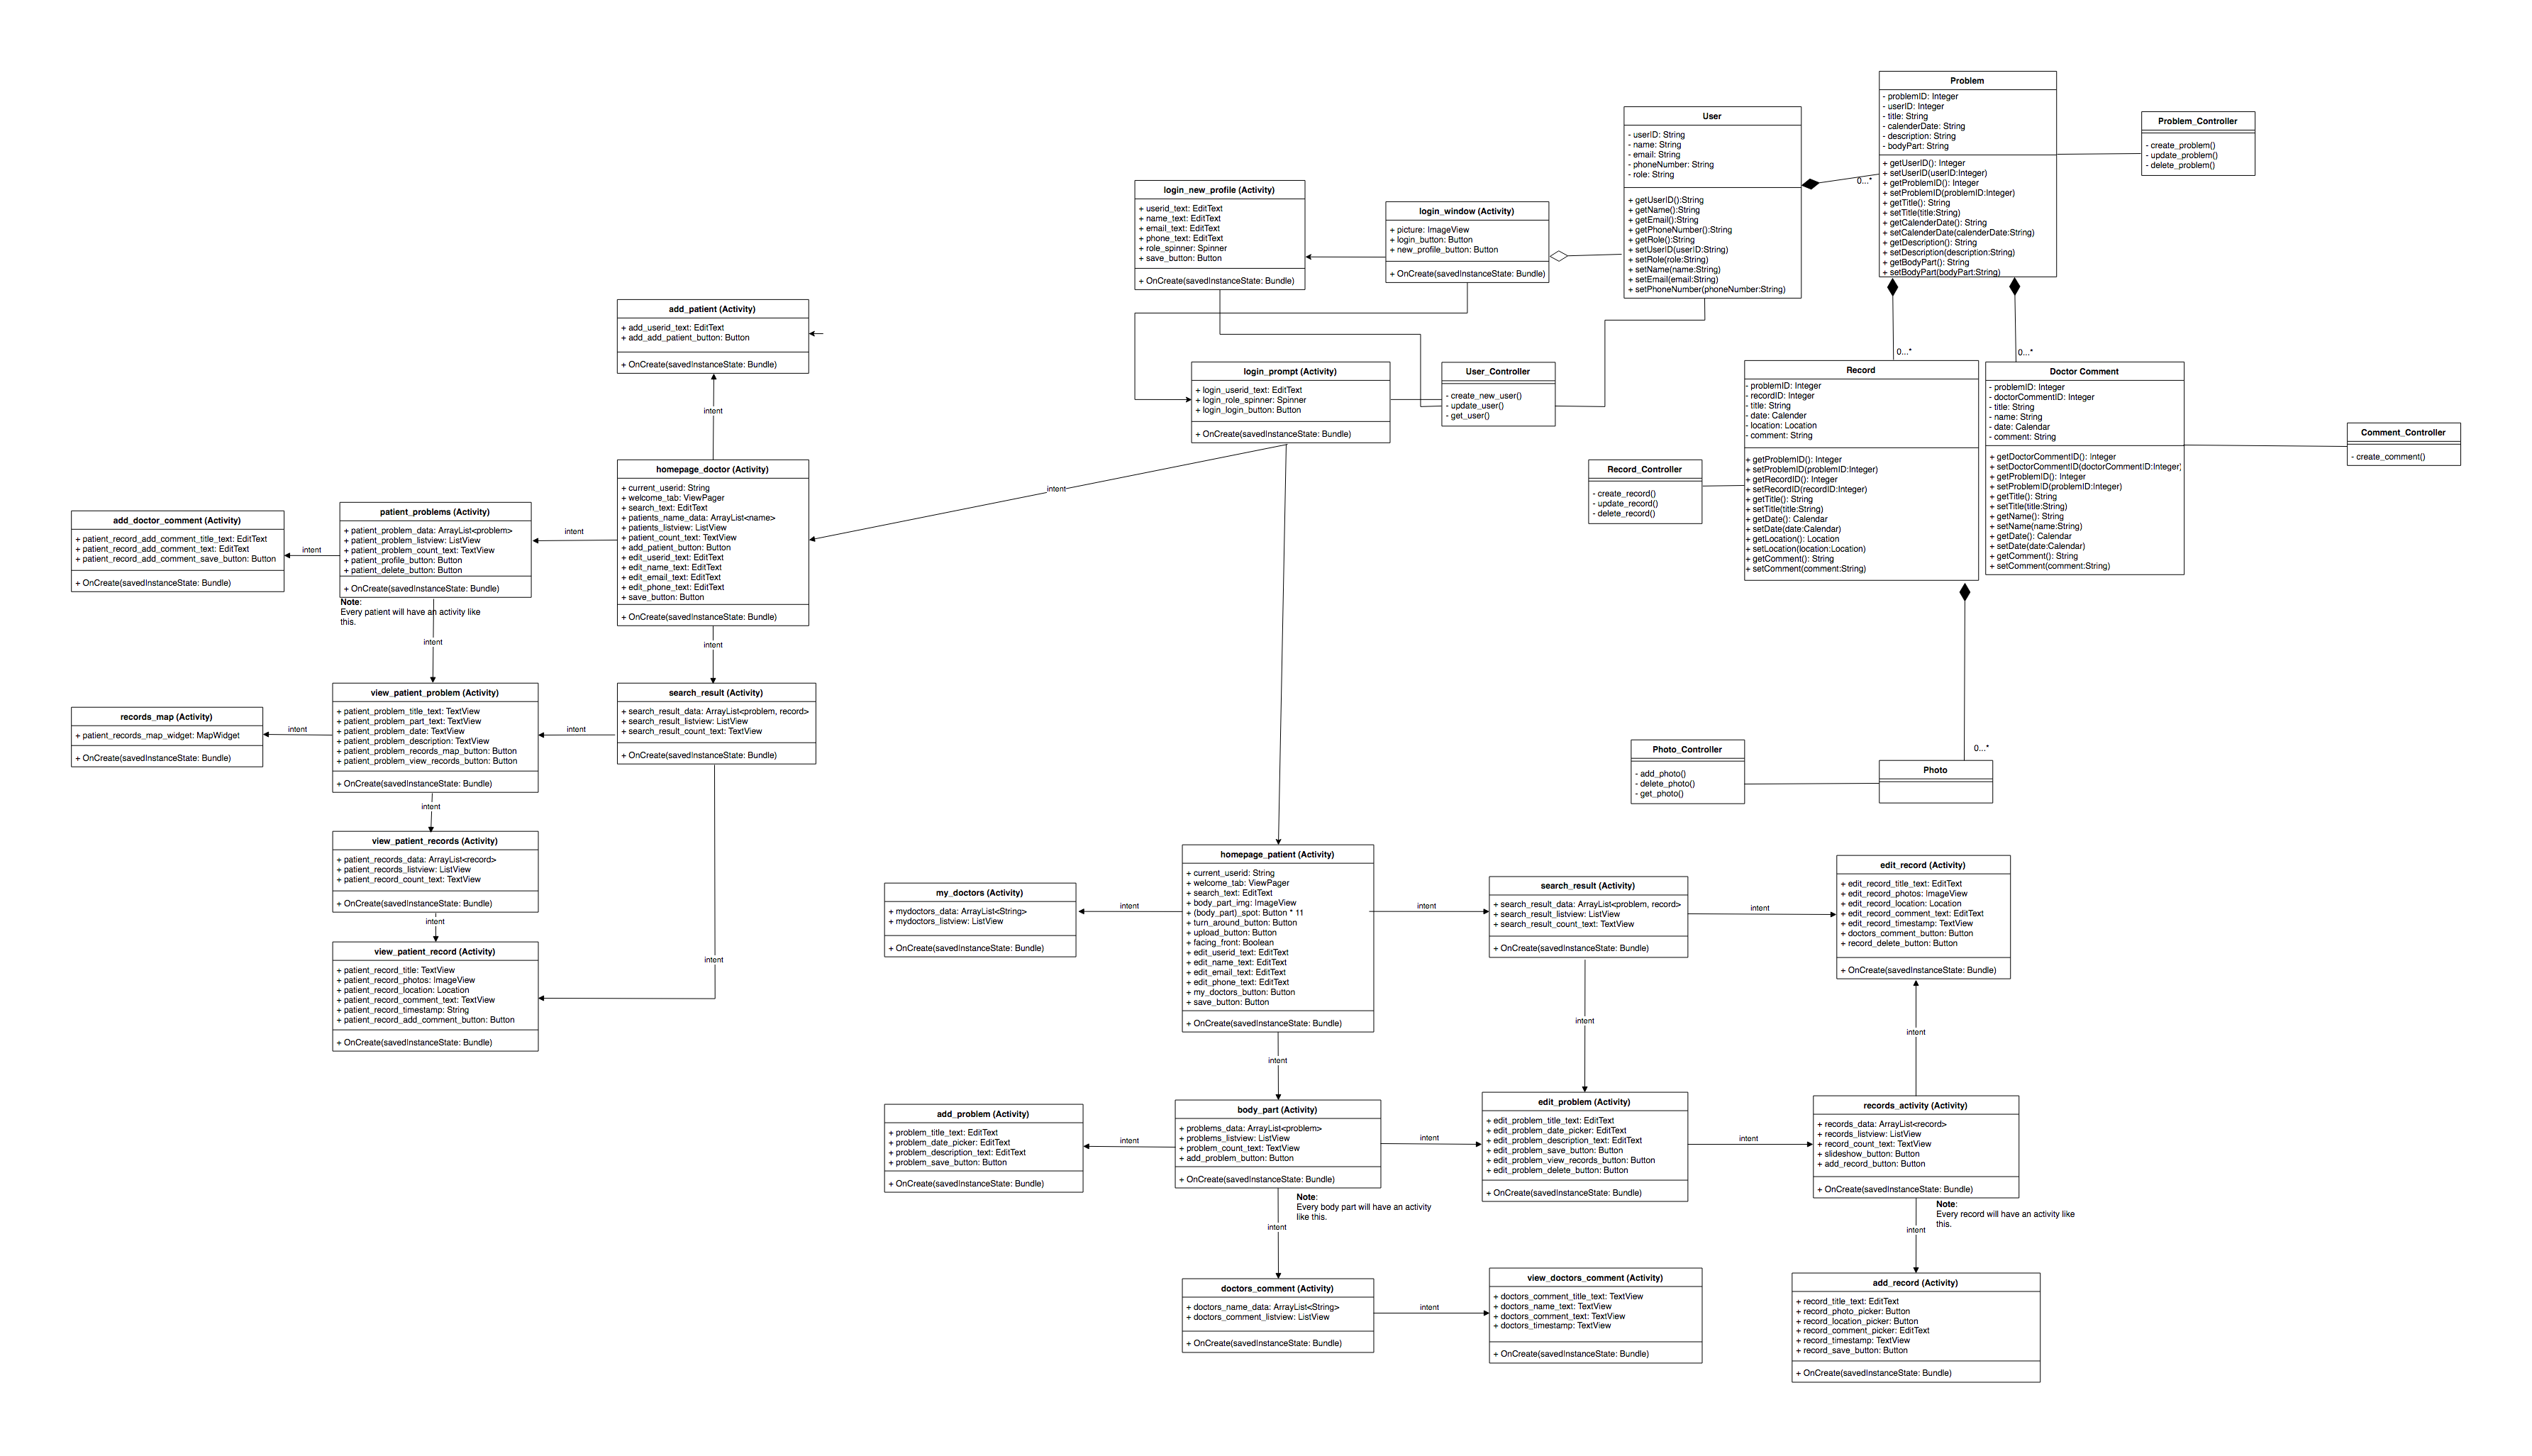 Problem
- problemID: Integer
- userID: Integer
- title: String
- calenderDate: String
- description: String
- bodyPart: String
+ getUserID(): Integer
+ setUserID(userID:Integer)
+ getProblemID(): Integer
+ setProblemID(problemID:Integer)
+ getTitle(): String
+ setTitle(title:String)
+ getCalenderDate(): String
+ setCalenderDate(calenderDate:String)
+ getDescription(): String
+ setDescription(description:String)
+ getBodyPart(): String
+ setBodyPart(bodyPart:String)
Problem_Controller
- create_problem()
- update_problem()
- delete_problem()
User
- userID: String
- name: String
- email: String
- phoneNumber: String
- role: String
+ getUserID():String
+ getName():String
+ getEmail():String
+ getPhoneNumber():String
+ getRole():String
+ setUserID(userID:String)
+ setRole(role:String)
+ setName(name:String)
+ setEmail(email:String)
+ setPhoneNumber(phoneNumber:String)
0...*
login_new_profile (Activity)
+ userid_text: EditText
+ name_text: EditText
+ email_text: EditText
+ phone_text: EditText
+ role_spinner: Spinner
+ save_button: Button
+ OnCreate(savedInstanceState: Bundle)
login_window (Activity)
+ picture: ImageView
+ login_button: Button
+ new_profile_button: Button
+ OnCreate(savedInstanceState: Bundle)
add_patient (Activity)
+ add_userid_text: EditText
+ add_add_patient_button: Button
+ OnCreate(savedInstanceState: Bundle)
intent
login_prompt (Activity)
+ login_userid_text: EditText
+ login_role_spinner: Spinner
+ login_login_button: Button
+ OnCreate(savedInstanceState: Bundle)
User_Controller
- create_new_user()
- update_user()
- get_user()
0...*
0...*
Record
- problemID: Integer
- recordID: Integer
- title: String
- date: Calender
- location: Location
- comment: String
+ getProblemID(): Integer
+ setProblemID(problemID:Integer)
+ getRecordID(): Integer
+ setRecordID(recordID:Integer)
+ getTitle(): String
+ setTitle(title:String)
+ getDate(): Calendar
+ setDate(date:Calendar)
+ getLocation(): Location
+ setLocation(location:Location)
+ getComment(): String
+ setComment(comment:String)
Doctor Comment
- problemID: Integer
- doctorCommentID: Integer
- title: String
- name: String
- date: Calendar
- comment: String
+ getDoctorCommentID(): Integer
+ setDoctorCommentID(doctorCommentID:Integer)
+ getProblemID(): Integer
+ setProblemID(problemID:Integer)
+ getTitle(): String
+ setTitle(title:String)
+ getName(): String
+ setName(name:String)
+ getDate(): Calendar
+ setDate(date:Calendar)
+ getComment(): String
+ setComment(comment:String)
Comment_Controller
- create_comment()
Record_Controller
- create_record()
- update_record()
- delete_record()
intent
homepage_doctor (Activity)
+ current_userid: String
+ welcome_tab: ViewPager
+ search_text: EditText
+ patients_name_data: ArrayList<name>
+ patients_listview: ListView
+ patient_count_text: TextView
+ add_patient_button: Button
+ edit_userid_text: EditText
+ edit_name_text: EditText
+ edit_email_text: EditText
+ edit_phone_text: EditText
+ save_button: Button
+ OnCreate(savedInstanceState: Bundle)
intent
patient_problems (Activity)
+ patient_problem_data: ArrayList<problem>
+ patient_problem_listview: ListView
+ patient_problem_count_text: TextView
+ patient_profile_button: Button
+ patient_delete_button: Button
+ OnCreate(savedInstanceState: Bundle)
Note:
Every patient will have an activity like
this.
intent
add_doctor_comment (Activity)
+ patient_record_add_comment_title_text: EditText
+ patient_record_add_comment_text: EditText
+ patient_record_add_comment_save_button: Button
+ OnCreate(savedInstanceState: Bundle)
intent
intent
records_map (Activity)
+ patient_records_map_widget: MapWidget
+ OnCreate(savedInstanceState: Bundle)
intent
view_patient_problem (Activity)
+ patient_problem_title_text: TextView
+ patient_problem_part_text: TextView
+ patient_problem_date: TextView
+ patient_problem_description: TextView
+ patient_problem_records_map_button: Button
+ patient_problem_view_records_button: Button
+ OnCreate(savedInstanceState: Bundle)
intent
search_result (Activity)
+ search_result_data: ArrayList<problem, record>
+ search_result_listview: ListView
+ search_result_count_text: TextView
+ OnCreate(savedInstanceState: Bundle)
intent
view_patient_records (Activity)
+ patient_records_data: ArrayList<record>
+ patient_records_listview: ListView
+ patient_record_count_text: TextView
+ OnCreate(savedInstanceState: Bundle)
intent
view_patient_record (Activity)
+ patient_record_title: TextView
+ patient_record_photos: ImageView
+ patient_record_location: Location
+ patient_record_comment_text: TextView
+ patient_record_timestamp: String
+ patient_record_add_comment_button: Button
+ OnCreate(savedInstanceState: Bundle)
intent
Photo_Controller
- add_photo()
- delete_photo()
- get_photo()
0...*
Photo
my_doctors (Activity)
+ mydoctors_data: ArrayList<String>
+ mydoctors_listview: ListView
+ OnCreate(savedInstanceState: Bundle)
intent
homepage_patient (Activity)
+ current_userid: String
+ welcome_tab: ViewPager
+ search_text: EditText
+ body_part_img: ImageView
+ (body_part)_spot: Button * 11
+ turn_around_button: Button
+ upload_button: Button
+ facing_front: Boolean
+ edit_userid_text: EditText
+ edit_name_text: EditText
+ edit_email_text: EditText
+ edit_phone_text: EditText
+ my_doctors_button: Button
+ save_button: Button
+ OnCreate(savedInstanceState: Bundle)
intent
search_result (Activity)
+ search_result_data: ArrayList<problem, record>
+ search_result_listview: ListView
+ search_result_count_text: TextView
+ OnCreate(savedInstanceState: Bundle)
intent
edit_record (Activity)
+ edit_record_title_text: EditText
+ edit_record_photos: ImageView
+ edit_record_location: Location
+ edit_record_comment_text: EditText
+ edit_record_timestamp: TextView
+ doctors_comment_button: Button
+ record_delete_button: Button
+ OnCreate(savedInstanceState: Bundle)
intent
intent
intent
add_problem (Activity)
+ problem_title_text: EditText
+ problem_date_picker: EditText
+ problem_description_text: EditText
+ problem_save_button: Button
+ OnCreate(savedInstanceState: Bundle)
intent
body_part (Activity)
+ problems_data: ArrayList<problem>
+ problems_listview: ListView
+ problem_count_text: TextView
+ add_problem_button: Button
+ OnCreate(savedInstanceState: Bundle)
Note:
Every body part will have an activity
like this.
intent
edit_problem (Activity)
+ edit_problem_title_text: EditText
+ edit_problem_date_picker: EditText
+ edit_problem_description_text: EditText
+ edit_problem_save_button: Button
+ edit_problem_view_records_button: Button
+ edit_problem_delete_button: Button
+ OnCreate(savedInstanceState: Bundle)
intent
records_activity (Activity)
+ records_data: ArrayList<record>
+ records_listview: ListView
+ record_count_text: TextView
+ slideshow_button: Button
+ add_record_button: Button
+ OnCreate(savedInstanceState: Bundle)
Note:
Every record will have an activity like
this.
intent
intent
doctors_comment (Activity)
+ doctors_name_data: ArrayList<String>
+ doctors_comment_listview: ListView
+ OnCreate(savedInstanceState: Bundle)
intent
view_doctors_comment (Activity)
+ doctors_comment_title_text: TextView
+ doctors_name_text: TextView
+ doctors_comment_text: TextView
+ doctors_timestamp: TextView
+ OnCreate(savedInstanceState: Bundle)
add_record (Activity)
+ record_title_text: EditText
+ record_photo_picker: Button
+ record_location_picker: Button
+ record_comment_picker: EditText
+ record_timestamp: TextView
+ record_save_button: Button
+ OnCreate(savedInstanceState: Bundle)